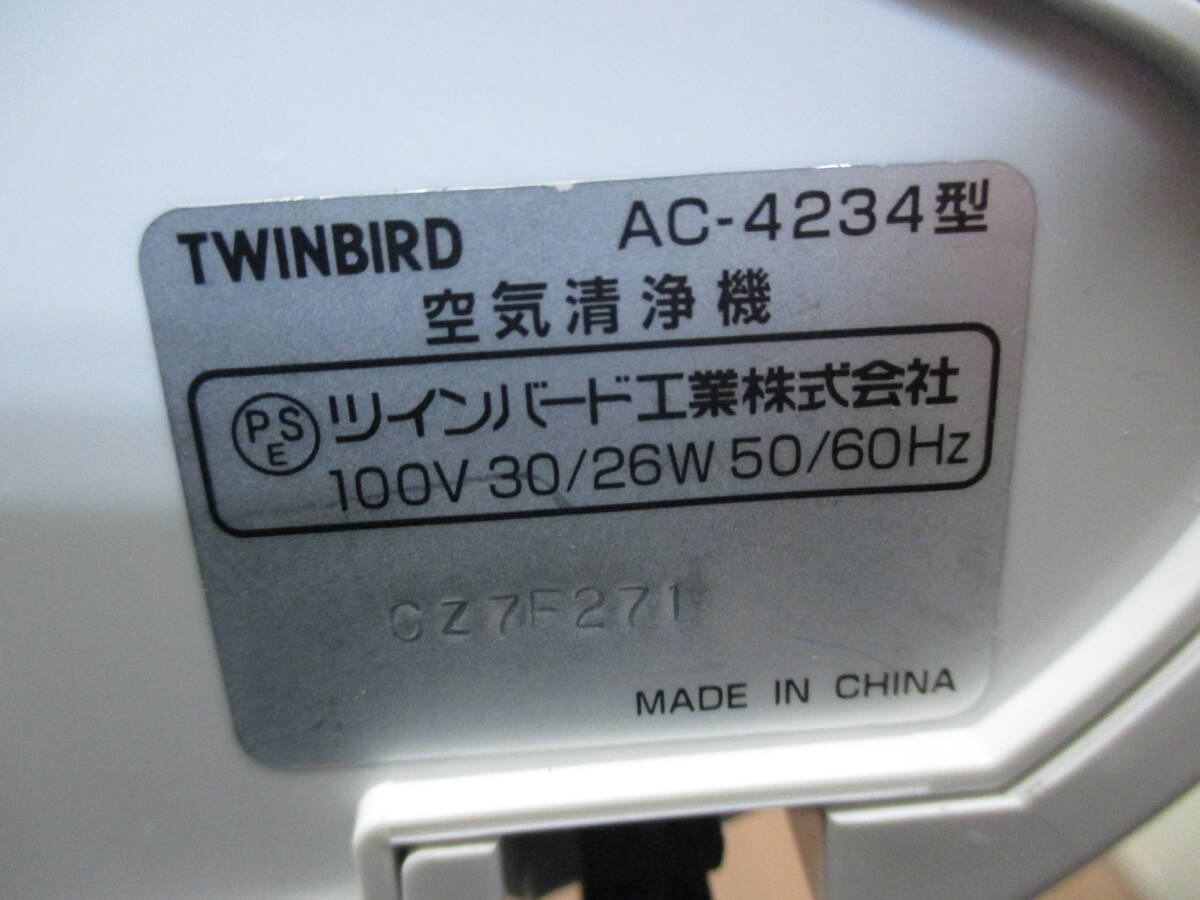 TWINBIRD AC-4234型
空気清浄機
PSE ツインバード工業株式会社
100V 30/26W 50/60Hz
CZ7F271
MADE IN CHINA